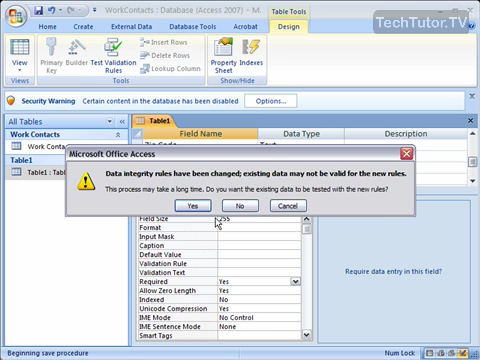 WorkContacts : Database (Access 2007) - M...
Table Tools
TechTutor.TV
Home
Create
External Data
Database Tools
Acrobat
Design
View
Primary Key
Builder
Test Validation Rules
Insert Rows
Delete Rows
Lookup Column
Property Sheet
Indexes
Views
Tools
Show/Hide
Security Warning
Certain content in the database has been disabled
Options...
All Tables
Work Contacts
Work Conta
Table1
Table1 : Tab
Table1
Field Name
Data Type
Description
Zip Code
Text
Microsoft Office Access
Data integrity rules have been changed; existing data may not be valid for the new rules.
This process may take a long time. Do you want the existing data to be tested with the new rules?
Yes
No
Cancel
Field Size 255
Format
Input Mask
Caption
Default Value
Validation Rule
Validation Text
Required Yes
Allow Zero Length Yes
Indexed No
Unicode Compression Yes
IME Mode No Control
IME Sentence Mode None
Smart Tags
Require data entry in this field?
Beginning save procedure
Num Lock